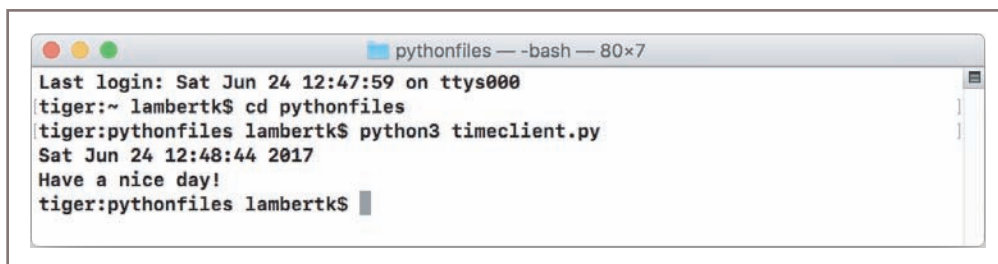 pythonfiles — -bash — 80×7
Last login: Sat Jun 24 12:47:59 on ttys000
[tiger:~ lambertk$ cd pythonfiles ]
[tiger:pythonfiles lambertk$ python3 timeclient.py ]
Sat Jun 24 12:48:44 2017
Have a nice day!
tiger:pythonfiles lambertk$